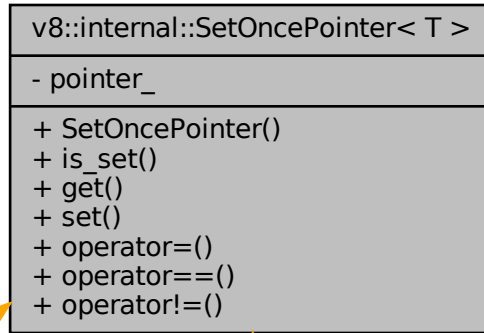 v8::internal::SetOncePointer< T >
- pointer_
+ SetOncePointer()
+ is_set()
+ get()
+ set()
+ operator=()
+ operator==()
+ operator!=()